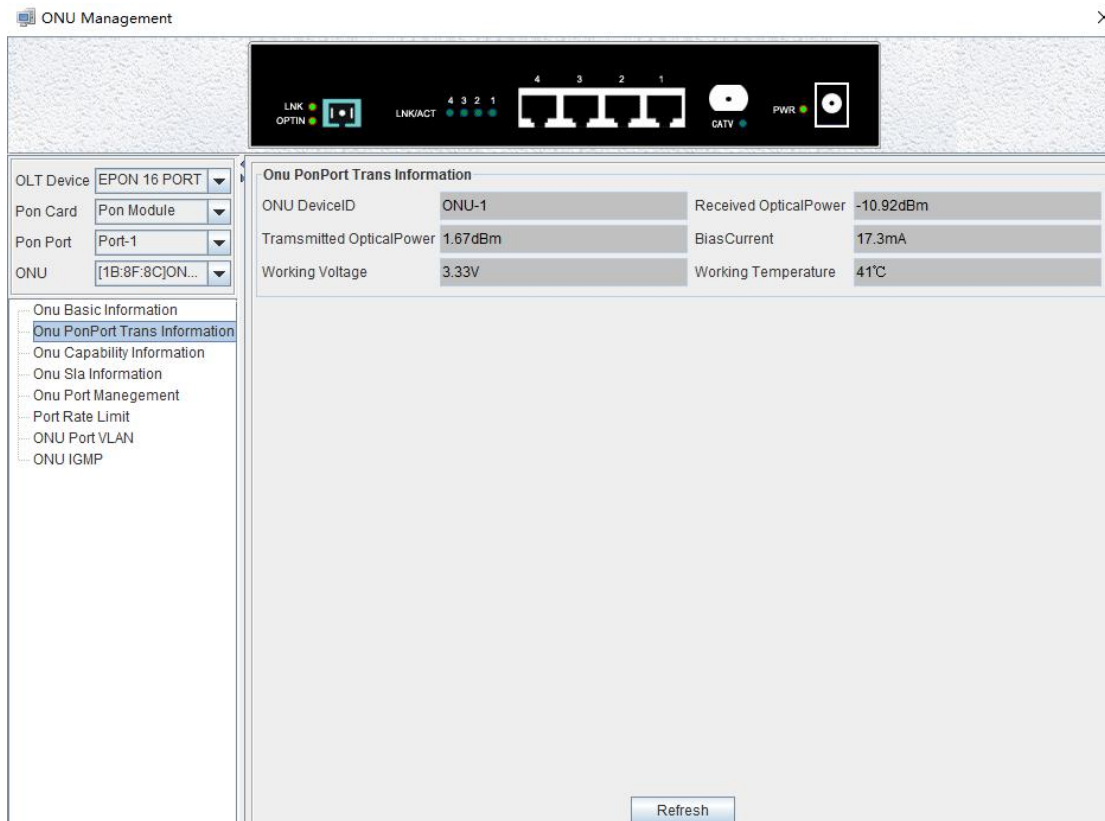 ONU Management
4 3 2 1
LNK
OPTIN
LNK/ACT
4 3 2 1
CATV
PWR
OLT Device EPON 16 PORT
Pon Card Pon Module
Pon Port Port-1
ONU [1B:8F:8C]ON...
Onu Basic Information
Onu PonPort Trans Information
Onu Capability Information
Onu Sla Information
Onu Port Manegement
Port Rate Limit
ONU Port VLAN
ONU IGMP
Onu PonPort Trans Information
ONU DeviceID ONU-1 Received OpticalPower -10.92dBm
Tramsmitted OpticalPower 1.67dBm BiasCurrent 17.3mA
Working Voltage 3.33V Working Temperature 41℃
Refresh